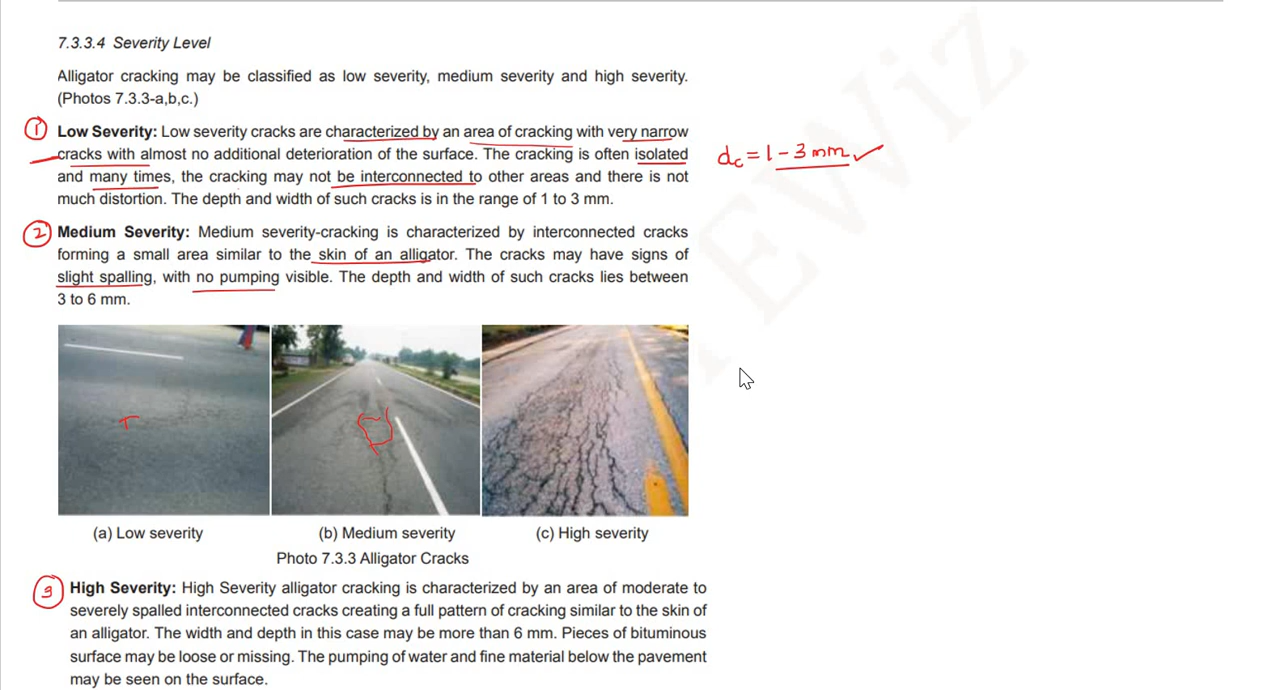 7.3.3.4 Severity Level
Alligator cracking may be classified as low severity, medium severity and high severity.
(Photos 7.3.3-a,b,c.)
1
Low Severity: Low severity cracks are characterized by an area of cracking with very narrow
cracks with almost no additional deterioration of the surface. The cracking is often isolated
dc = 1 - 3 mm ✓
and many times, the cracking may not be interconnected to other areas and there is not
much distortion. The depth and width of such cracks is in the range of 1 to 3 mm.
2
Medium Severity: Medium severity-cracking is characterized by interconnected cracks
forming a small area similar to the skin of an alligator. The cracks may have signs of
slight spalling, with no pumping visible. The depth and width of such cracks lies between
3 to 6 mm.
(a) Low severity
(b) Medium severity
(c) High severity
Photo 7.3.3 Alligator Cracks
3
High Severity: High Severity alligator cracking is characterized by an area of moderate to
severely spalled interconnected cracks creating a full pattern of cracking similar to the skin of
an alligator. The width and depth in this case may be more than 6 mm. Pieces of bituminous
surface may be loose or missing. The pumping of water and fine material below the pavement
may be seen on the surface.